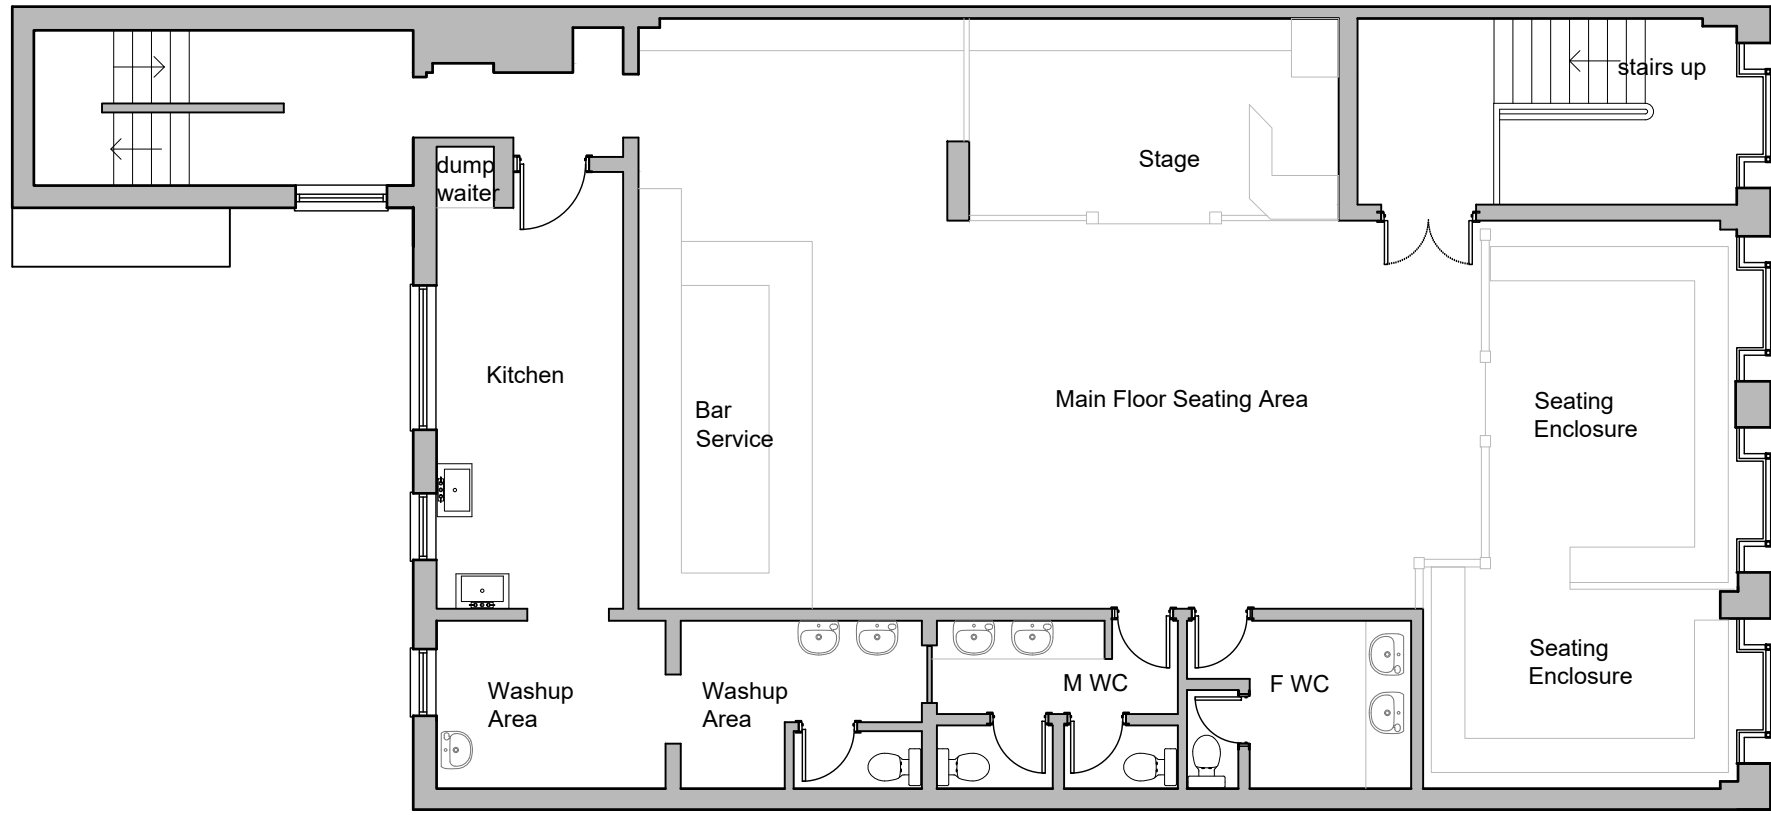 stairs up
dump
waiter
Stage
Kitchen
Bar
Service
Main Floor Seating Area
Seating
Enclosure
Seating
Enclosure
Washup
Area
Washup
Area
M WC
F WC